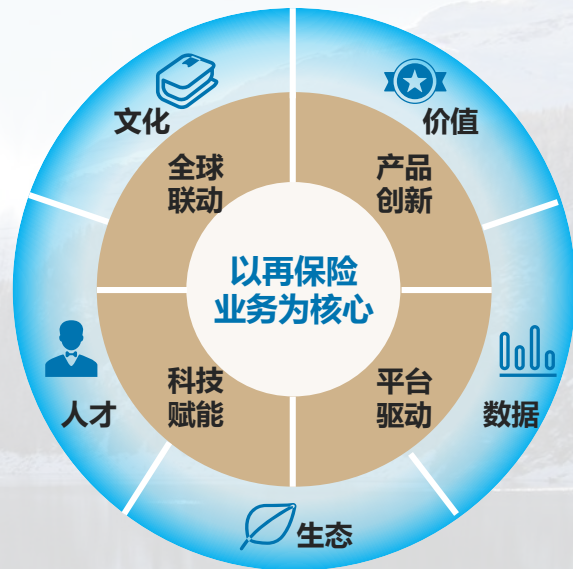 文化
价值
全球
联动
产品
创新
以再保险
业务为核心
科技
赋能
平台
驱动
人才
数据
生态